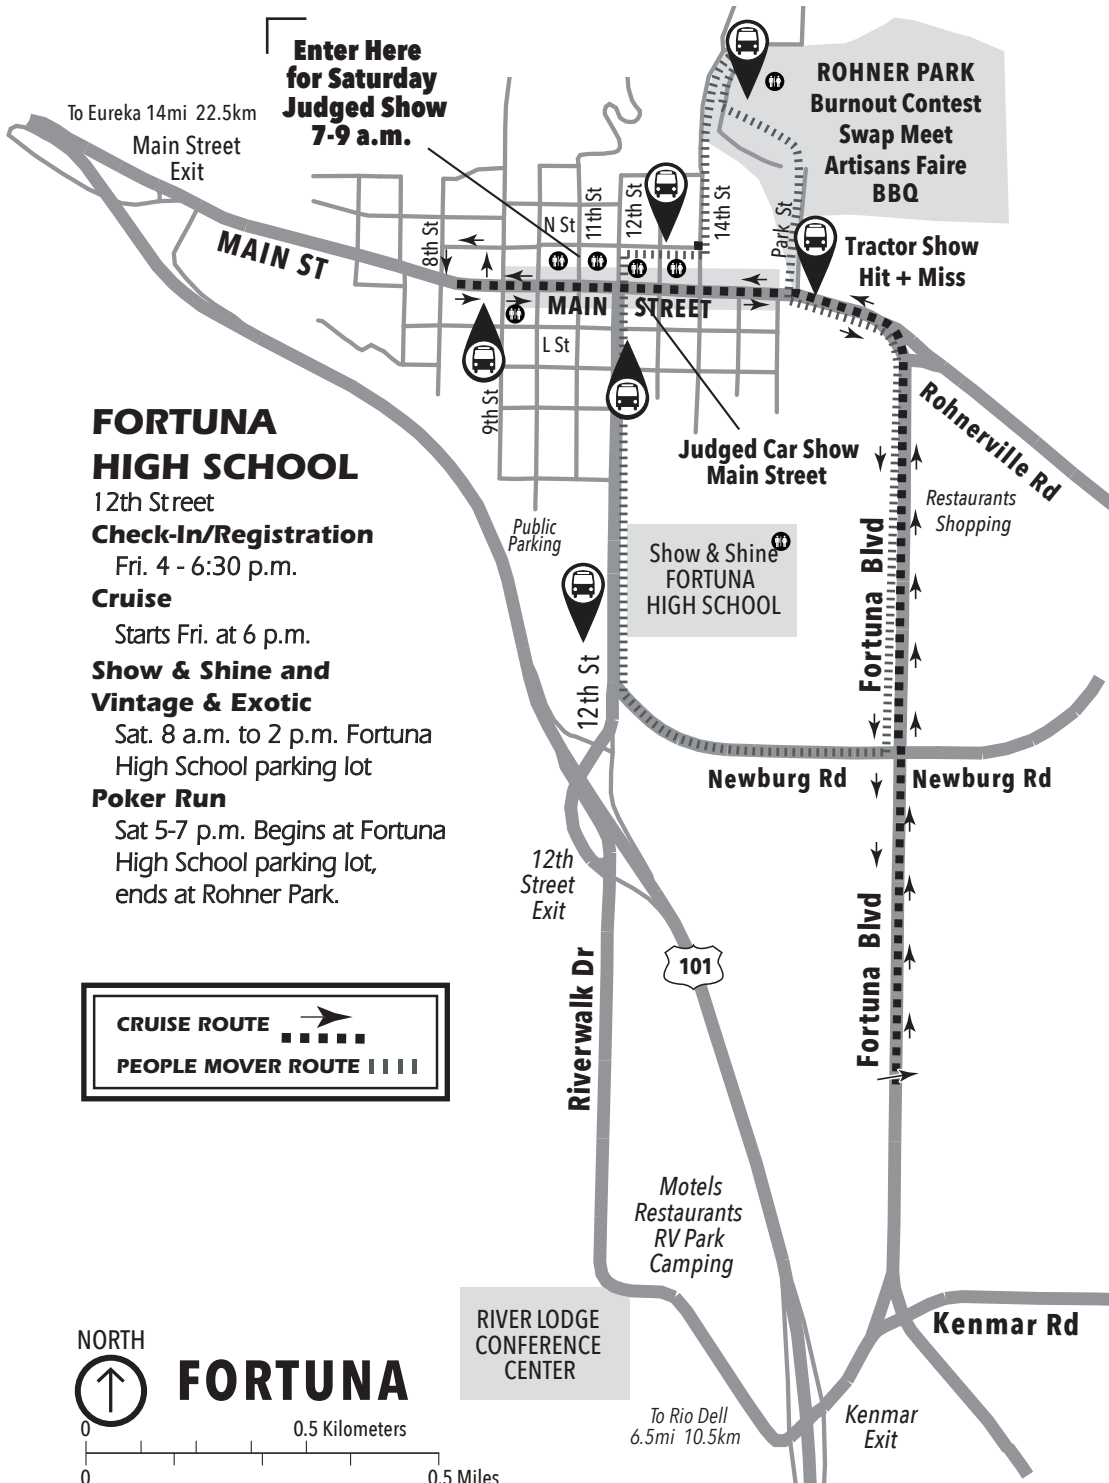 Enter Here
for Saturday
Judged Show
7-9 a.m.
To Eureka 14mi 22.5km
Main Street
Exit
MAIN ST
8th St
N St
11th St
12th St
14th St
Park St
ROHNER PARK
Burnout Contest
Swap Meet
Artisans Faire
BBQ
Tractor Show
Hit + Miss
MAIN STREET
L St
9th St
Rohnerville Rd
Judged Car Show
Main Street
Restaurants
Shopping
FORTUNA
HIGH SCHOOL
12th Street
Check-In/Registration
Fri. 4 - 6:30 p.m.
Cruise
Starts Fri. at 6 p.m.
Show & Shine and
Vintage & Exotic
Sat. 8 a.m. to 2 p.m. Fortuna
High School parking lot
Poker Run
Sat 5-7 p.m. Begins at Fortuna
High School parking lot,
ends at Rohner Park.
Public
Parking
Show & Shine
FORTUNA
HIGH SCHOOL
12th St
Fortuna Blvd
Newburg Rd
Newburg Rd
12th
Street
Exit
101
Riverwalk Dr
Fortuna Blvd
CRUISE ROUTE
PEOPLE MOVER ROUTE
Motels
Restaurants
RV Park
Camping
RIVER LODGE
CONFERENCE
CENTER
Kenmar Rd
To Rio Dell
6.5mi 10.5km
Kenmar
Exit
NORTH
FORTUNA
0 0.5 Kilometers
0 0.5 Miles